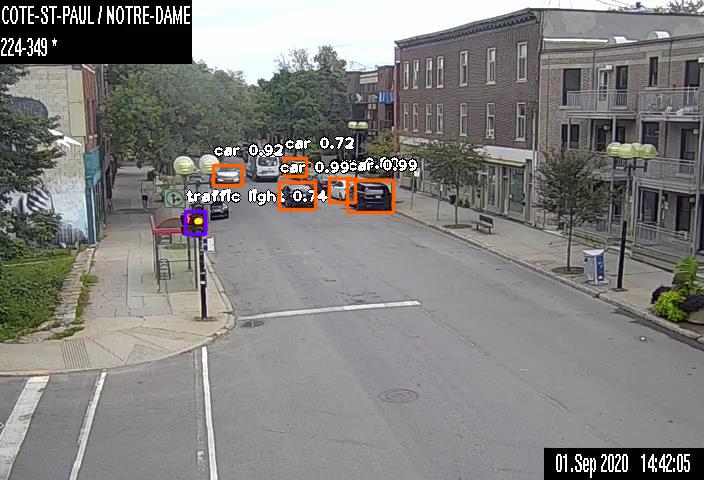 COTE-ST-PAUL / NOTRE-DAME
224-349 *
car 0.92
car 0.72
car 0.99
car 0.99
traffic light 0.74
01.Sep 2020 14:42:05